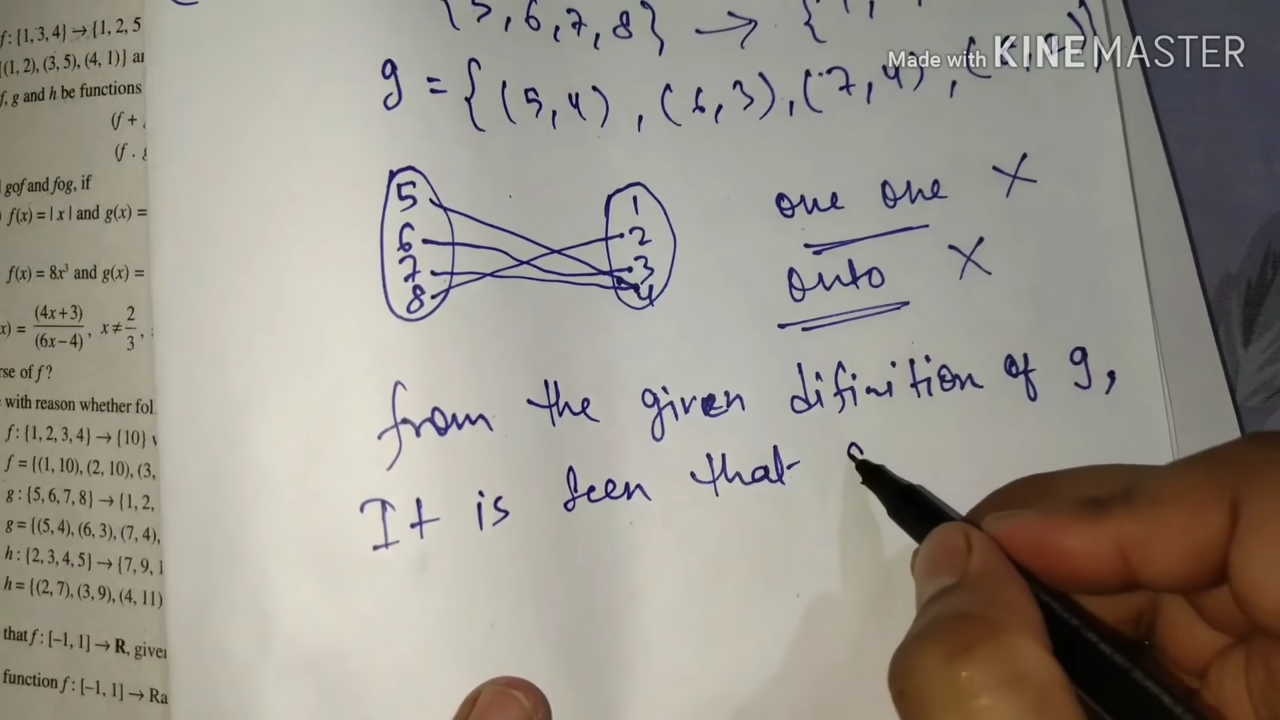 f : {1, 3, 4} → {1, 2, 5
{(1, 2), (3, 5), (4, 1)} an
f, g and h be functions
(f +
(f .
gof and fog, if
f(x) = | x | and g(x) =
f(x) = 8x³ and g(x) =
x) = (4x+3)/(6x−4), x ≠ 2/3,
rse of f ?
with reason whether fol
f : {1, 2, 3, 4} → {10}
f = {(1, 10), (2, 10), (3,
g : {5, 6, 7, 8} → {1, 2,
g = {(5, 4), (6, 3), (7, 4),
h : {2, 3, 4, 5} → {7, 9, 1
h = {(2, 7), (3, 9), (4, 11)
that f : [−1, 1] → R, given
function f : [−1, 1] → Ra
{5, 6, 7, 8} → {1,
Made with KINEMASTER
g = {(5, 4), (6, 3), (7, 4), (
5 1
6 2
7 3
8 4
one one X
onto X
from the given difinition of g,
It is seen that